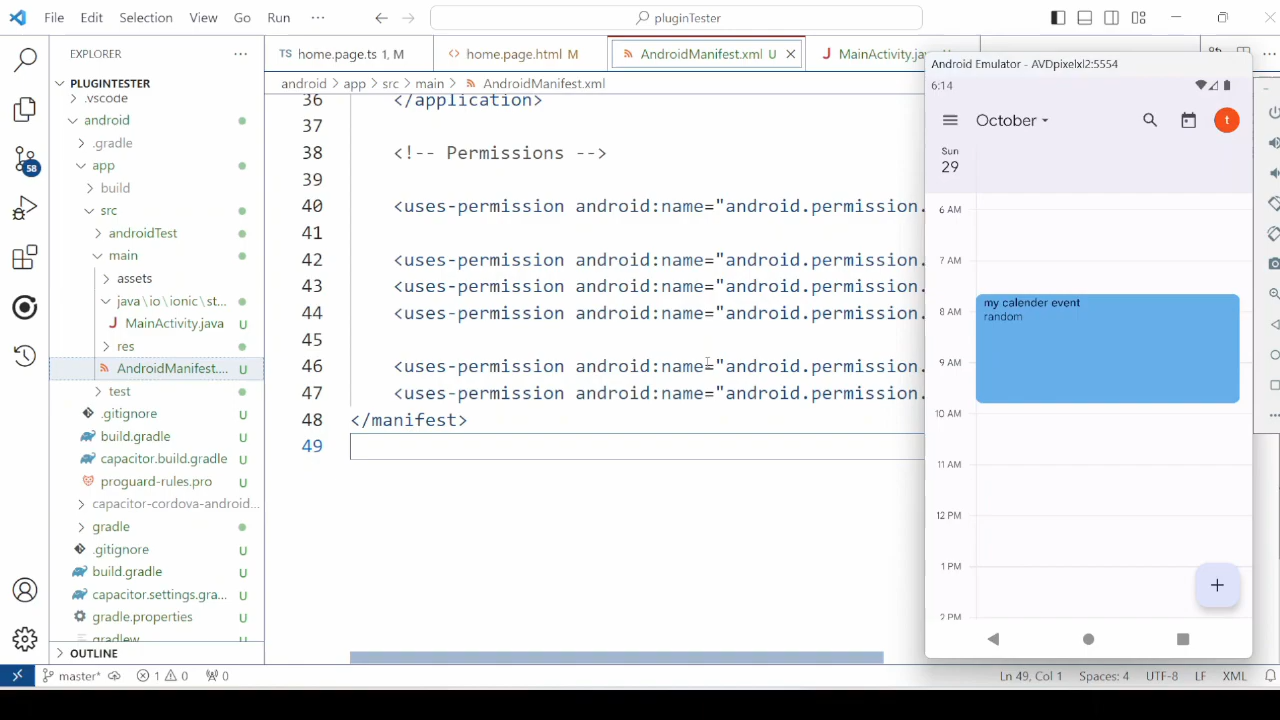 File Edit Selection View Go Run ··· pluginTester
EXPLORER ···
PLUGINTESTER
.vscode
android
.gradle
app
build
src
androidTest
main
assets
java\io\ionic\st...
MainActivity.java U
res
AndroidManifest.... U
test
.gitignore U
build.gradle U
capacitor.build.gradle U
proguard-rules.pro U
capacitor-cordova-android...
gradle
.gitignore U
build.gradle U
capacitor.settings.gra... U
gradle.properties U
gradlew U
OUTLINE
TS home.page.ts 1, M <> home.page.html M AndroidManifest.xml U J MainActivity.ja
android > app > src > main > AndroidManifest.xml
36 </application>
37
38 <!-- Permissions -->
39
40 <uses-permission android:name="android.permission.
41
42 <uses-permission android:name="android.permission.
43 <uses-permission android:name="android.permission.
44 <uses-permission android:name="android.permission.
45
46 <uses-permission android:name="android.permission.
47 <uses-permission android:name="android.permission.
48 </manifest>
49
Android Emulator - AVDpixelxl2:5554
6:14
October t
Sun
29
6 AM
7 AM
my calender event
random
8 AM
9 AM
10 AM
11 AM
12 PM
1 PM
2 PM
58
master* 1 0 0 Ln 49, Col 1 Spaces: 4 UTF-8 LF XML